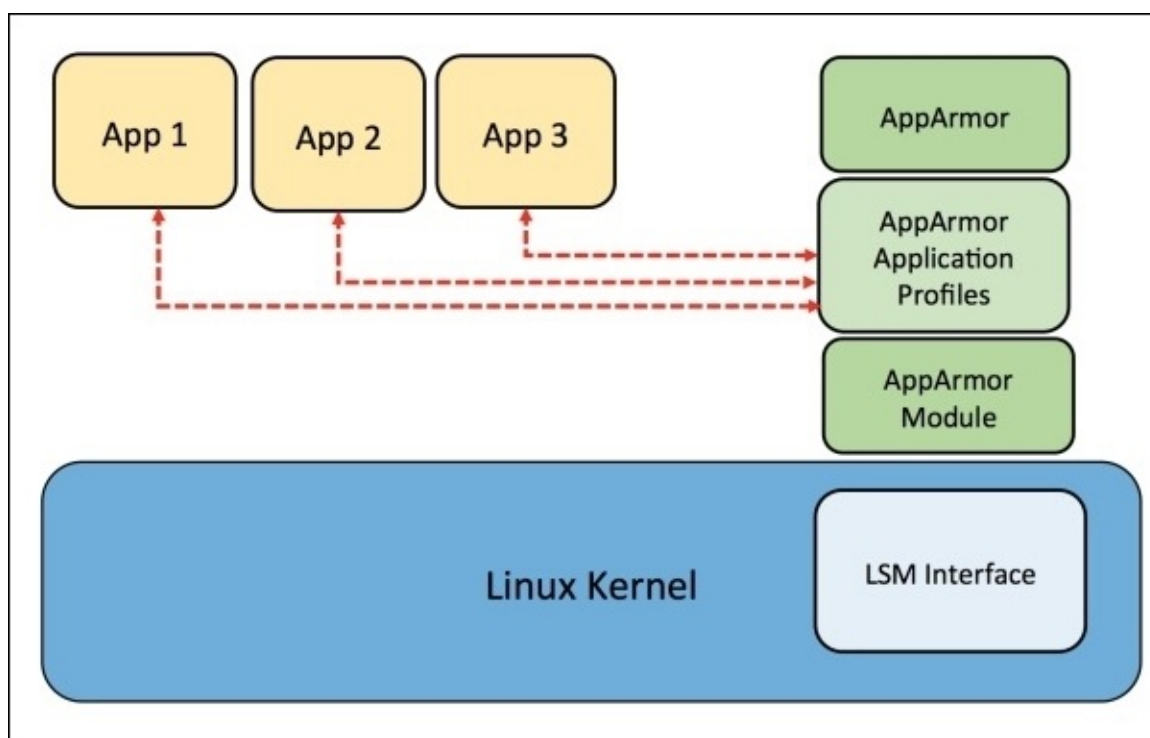 App 1
App 2
App 3
AppArmor
AppArmor
Application
Profiles
AppArmor
Module
Linux Kernel
LSM Interface